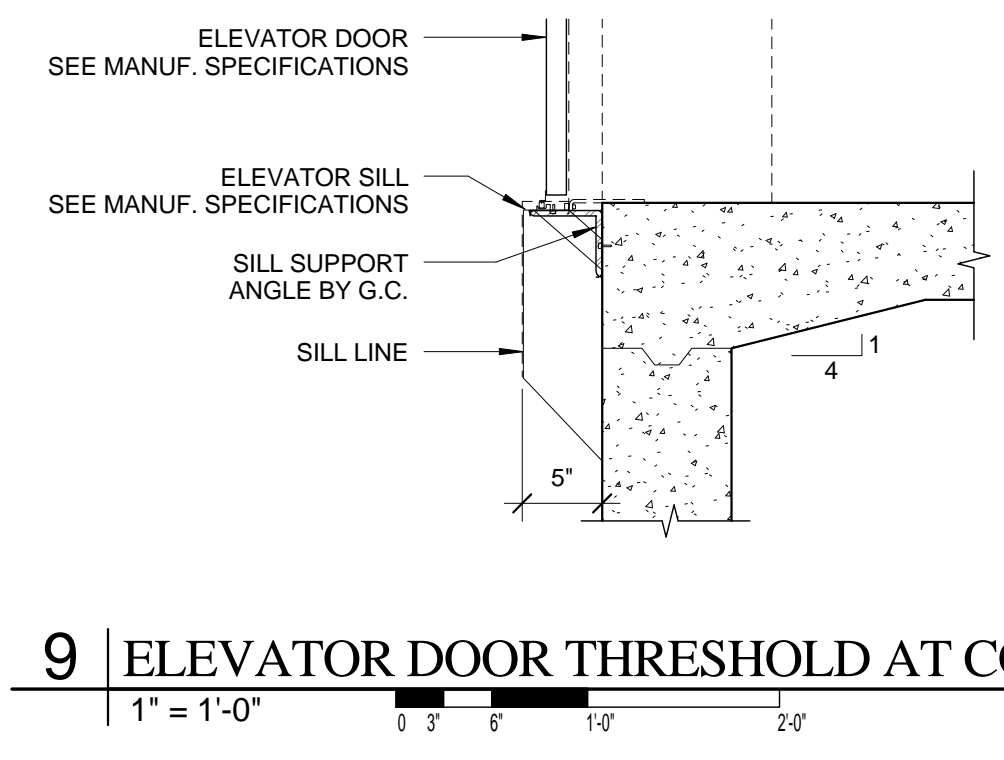 ELEVATOR DOOR
SEE MANUF. SPECIFICATIONS
ELEVATOR SILL
SEE MANUF. SPECIFICATIONS
SILL SUPPORT
ANGLE BY G.C.
SILL LINE
1
4
5"
9
ELEVATOR DOOR THRESHOLD AT
1" = 1'-0"
0 3" 6" 1'-0" 2'-0"